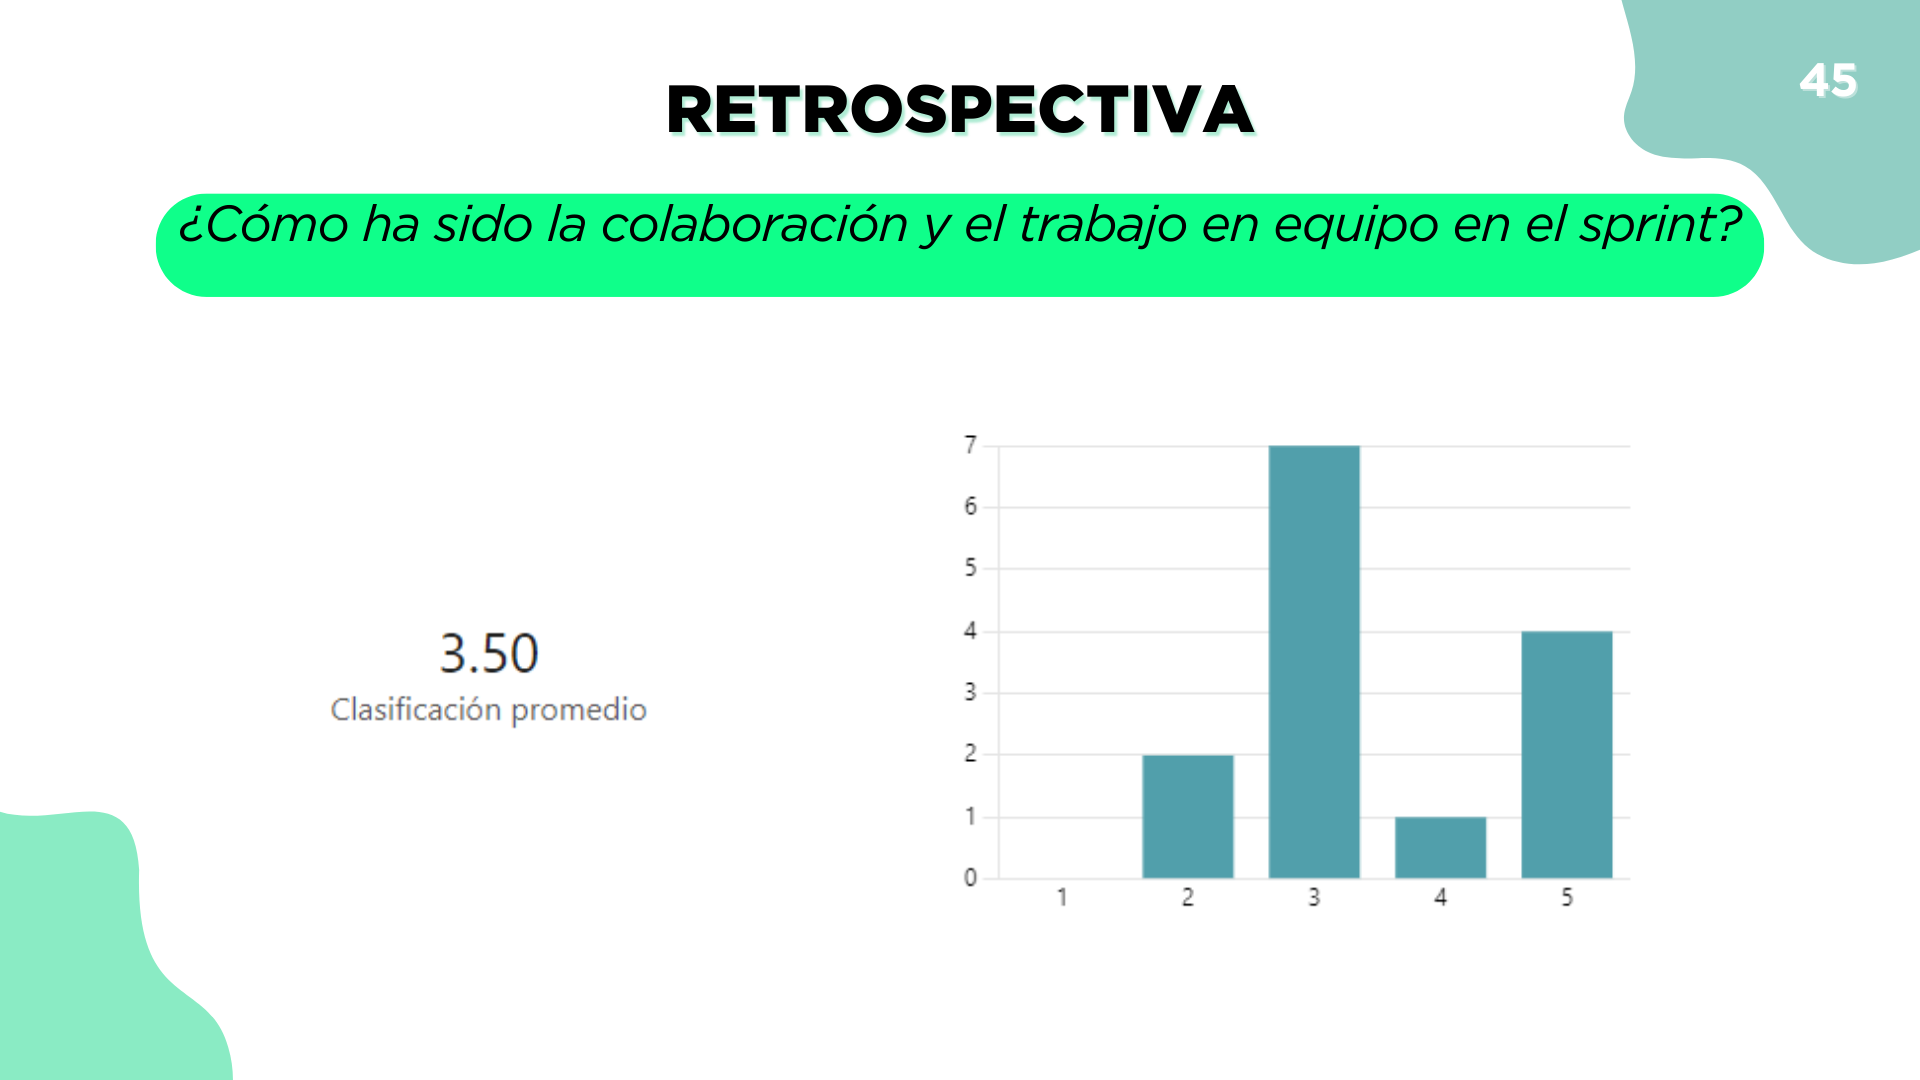 45
RETROSPECTIVA
¿Cómo ha sido la colaboración y el trabajo en equipo en el sprint?
3.50
Clasificación promedio
7
6
5
4
3
2
1
0
1 2 3 4 5